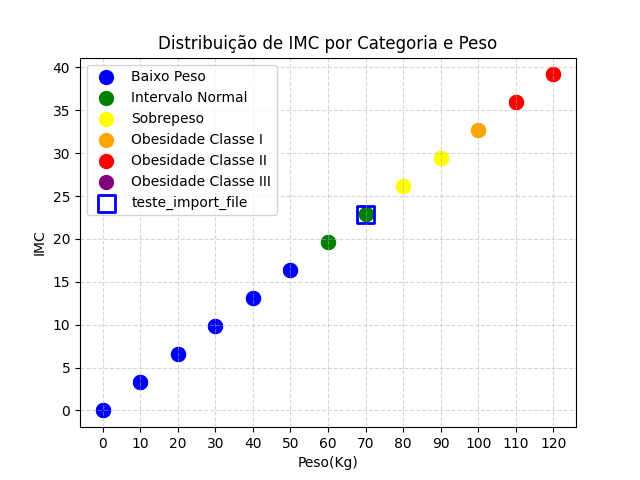 Distribuição de IMC por Categoria e Peso
Baixo Peso
Intervalo Normal
Sobrepeso
Obesidade Classe I
Obesidade Classe II
Obesidade Classe III
teste_import_file
IMC
40
35
30
25
20
15
10
5
0
0 10 20 30 40 50 60 70 80 90 100 110 120
Peso(Kg)